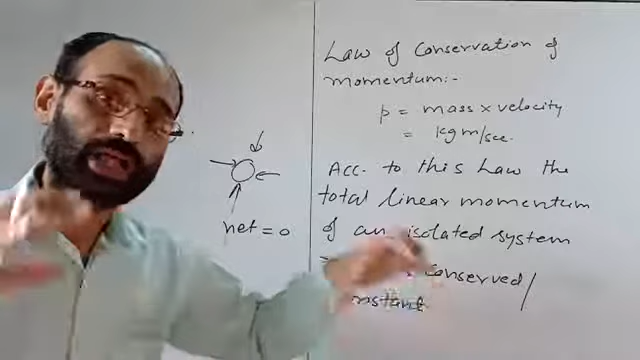 Law of Conservation of
momentum:-
p = mass x velocity
= kg m/sec.
Acc. to this Law the
total linear momentum
of an isolated system
conserved/
net = 0